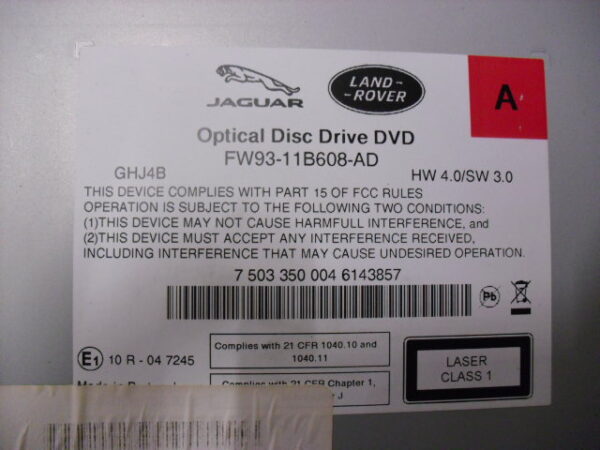 JAGUAR
LAND-
-ROVER
A
Optical Disc Drive DVD
FW93-11B608-AD
GHJ4B
HW 4.0/SW 3.0
THIS DEVICE COMPLIES WITH PART 15 OF FCC RULES
OPERATION IS SUBJECT TO THE FOLLOWING TWO CONDITIONS:
(1)THIS DEVICE MAY NOT CAUSE HARMFULL INTERFERENCE, and
(2)THIS DEVICE MUST ACCEPT ANY INTERFERENCE RECEIVED,
INCLUDING INTERFERENCE THAT MAY CAUSE UNDESIRED OPERATION.
7 503 350 004 6143857
Pb
E1 10 R - 04 7245
Complies with 21 CFR 1040.10 and
1040.11
LASER
CLASS 1
Made in
Complies with 21 CFR Chapter 1,
J